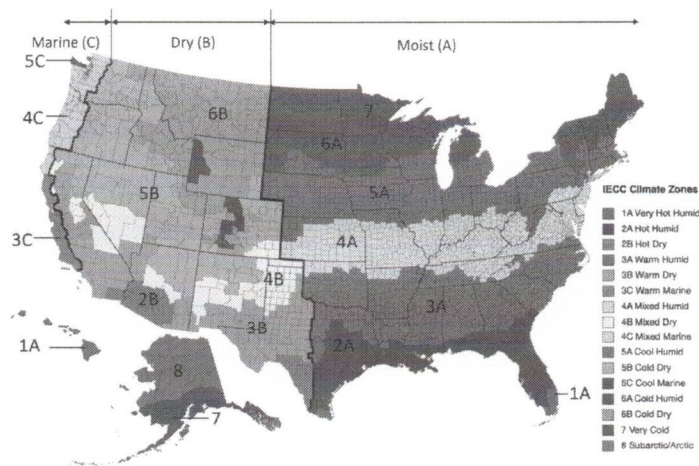 Marine (C) Dry (B) Moist (A)
5C
4C
6B
7
6A
5B
5A
3C
4A
4B
2B
3B
3A
2A
1A
8
1A
7
IECC Climate Zones
1A Very Hot Humid
2A Hot Humid
2B Hot Dry
3A Warm Humid
3B Warm Dry
3C Warm Marine
4A Mixed Humid
4B Mixed Dry
4C Mixed Marine
5A Cool Humid
5B Cold Dry
5C Cool Marine
6A Cold Humid
6B Cold Dry
7 Very Cold
8 Subarctic/Arctic